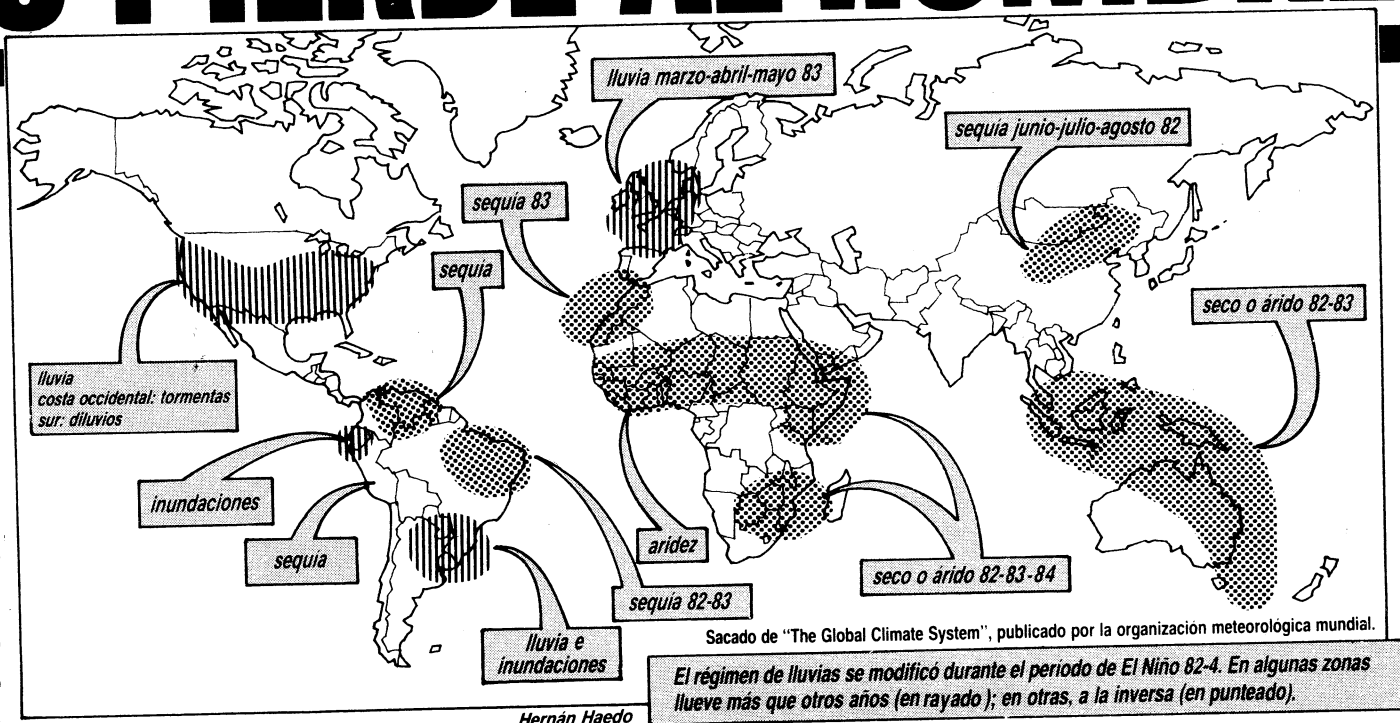 lluvia marzo-abril-mayo 83
sequía junio-julio-agosto 82
sequía 83
sequía
seco o árido 82-83
lluvia
costa occidental: tormentas
sur: diluvios
inundaciones
sequía
aridez
seco o árido 82-83-84
sequía 82-83
lluvia e
inundaciones
Sacado de "The Global Climate System", publicado por la organización meteorológica mundial.
El régimen de lluvias se modificó durante el período de El Niño 82-4. En algunas zonas
llueve más que otros años (en rayado); en otras, a la inversa (en punteado).
Hernán Haedo